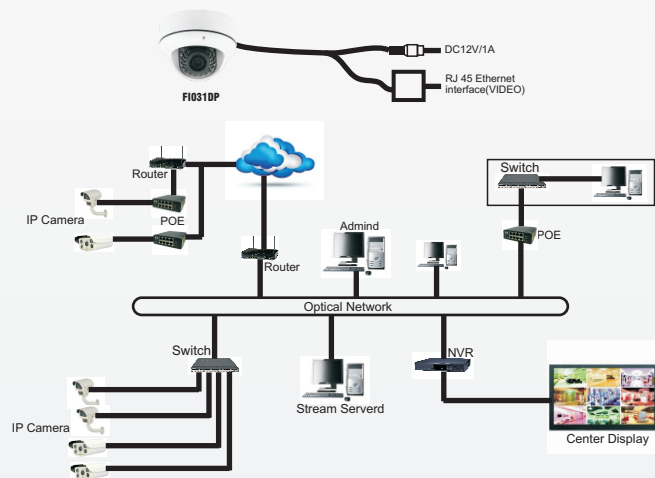 DC12V/1A
RJ 45 Ethernet
interface(VIDEO)
FI031DP
Router
IP Camera
POE
Switch
POE
Admind
Router
Optical Network
Switch
NVR
Stream Serverd
IP Camera
Center Display